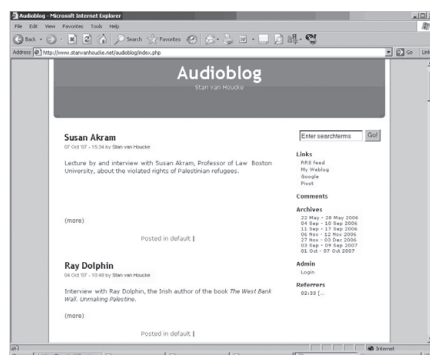 Audioblog - Microsoft Internet Explorer
File Edit View Favorites Tools Help
Back Search Favorites
Address http://www.stanvanhoucke.net/audioblog/index.php Go Links
Audioblog
Stan van Houcke
Susan Akram
07 Oct '07 - 15:34 by Stan van Houcke
Lecture by and interview with Susan Akram, Professor of Law Boston
University, about the violated rights of Palestinian refugees.
(more)
Posted in default |
Ray Dolphin
04 Oct '07 - 10:48 by Stan van Houcke
Interview with Ray Dolphin, the Irish author of the book The West Bank
Wall. Unmaking Palestine.
(more)
Posted in default |
Enter searchterms Go!
Links
RSS feed
My Weblog
Google
Pivot
Comments
Archives
22 May - 28 May 2006
04 Sep - 10 Sep 2006
11 Sep - 17 Sep 2006
06 Nov - 12 Nov 2006
27 Nov - 03 Dec 2006
03 Sep - 09 Sep 2007
01 Oct - 07 Oct 2007
Admin
Login
Referrers
02:33 [...
Internet